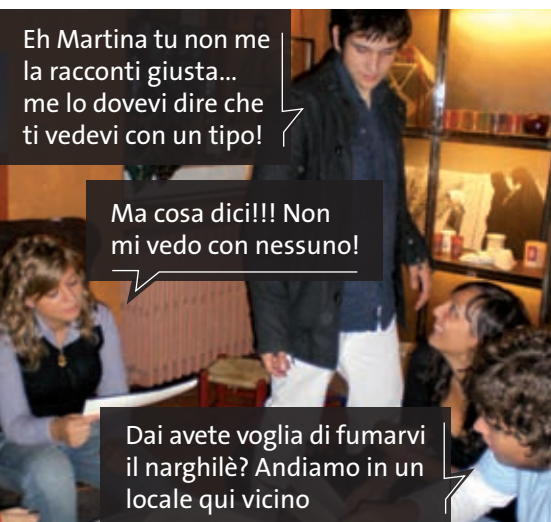 Eh Martina tu non me
la racconti giusta...
me lo dovevi dire che
ti vedevi con un tipo!
Ma cosa dici!!! Non
mi vedo con nessuno!
Dai avete voglia di fumarvi
il narghilè? Andiamo in un
locale qui vicino